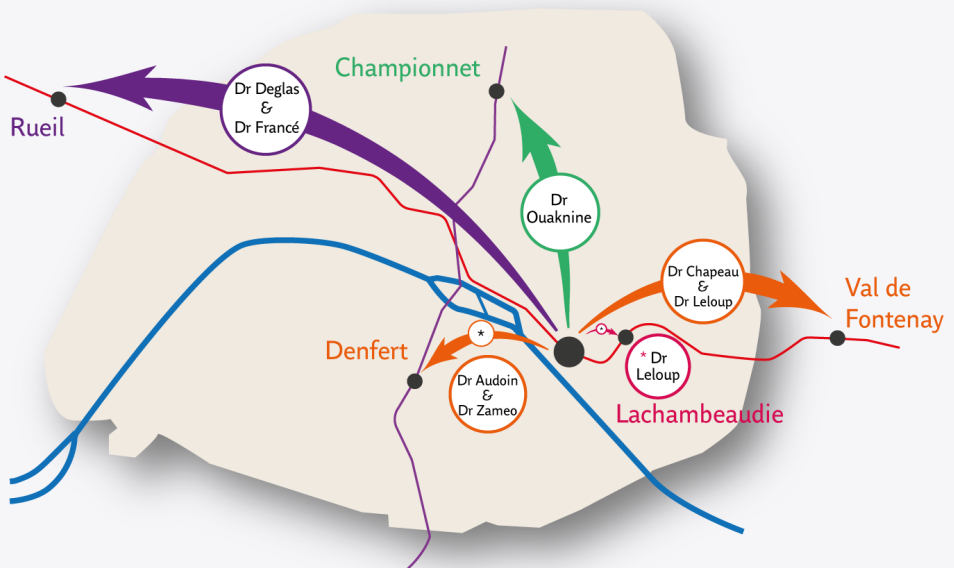 Championnet
Dr Deglas
&
Dr Francé
Rueil
Dr
Ouaknine
Dr Chapeau
&
Dr Leloup
Val de
Fontenay
Denfert
*
Dr Audoin
&
Dr Zameo
* Dr
Leloup
Lachambeaudie